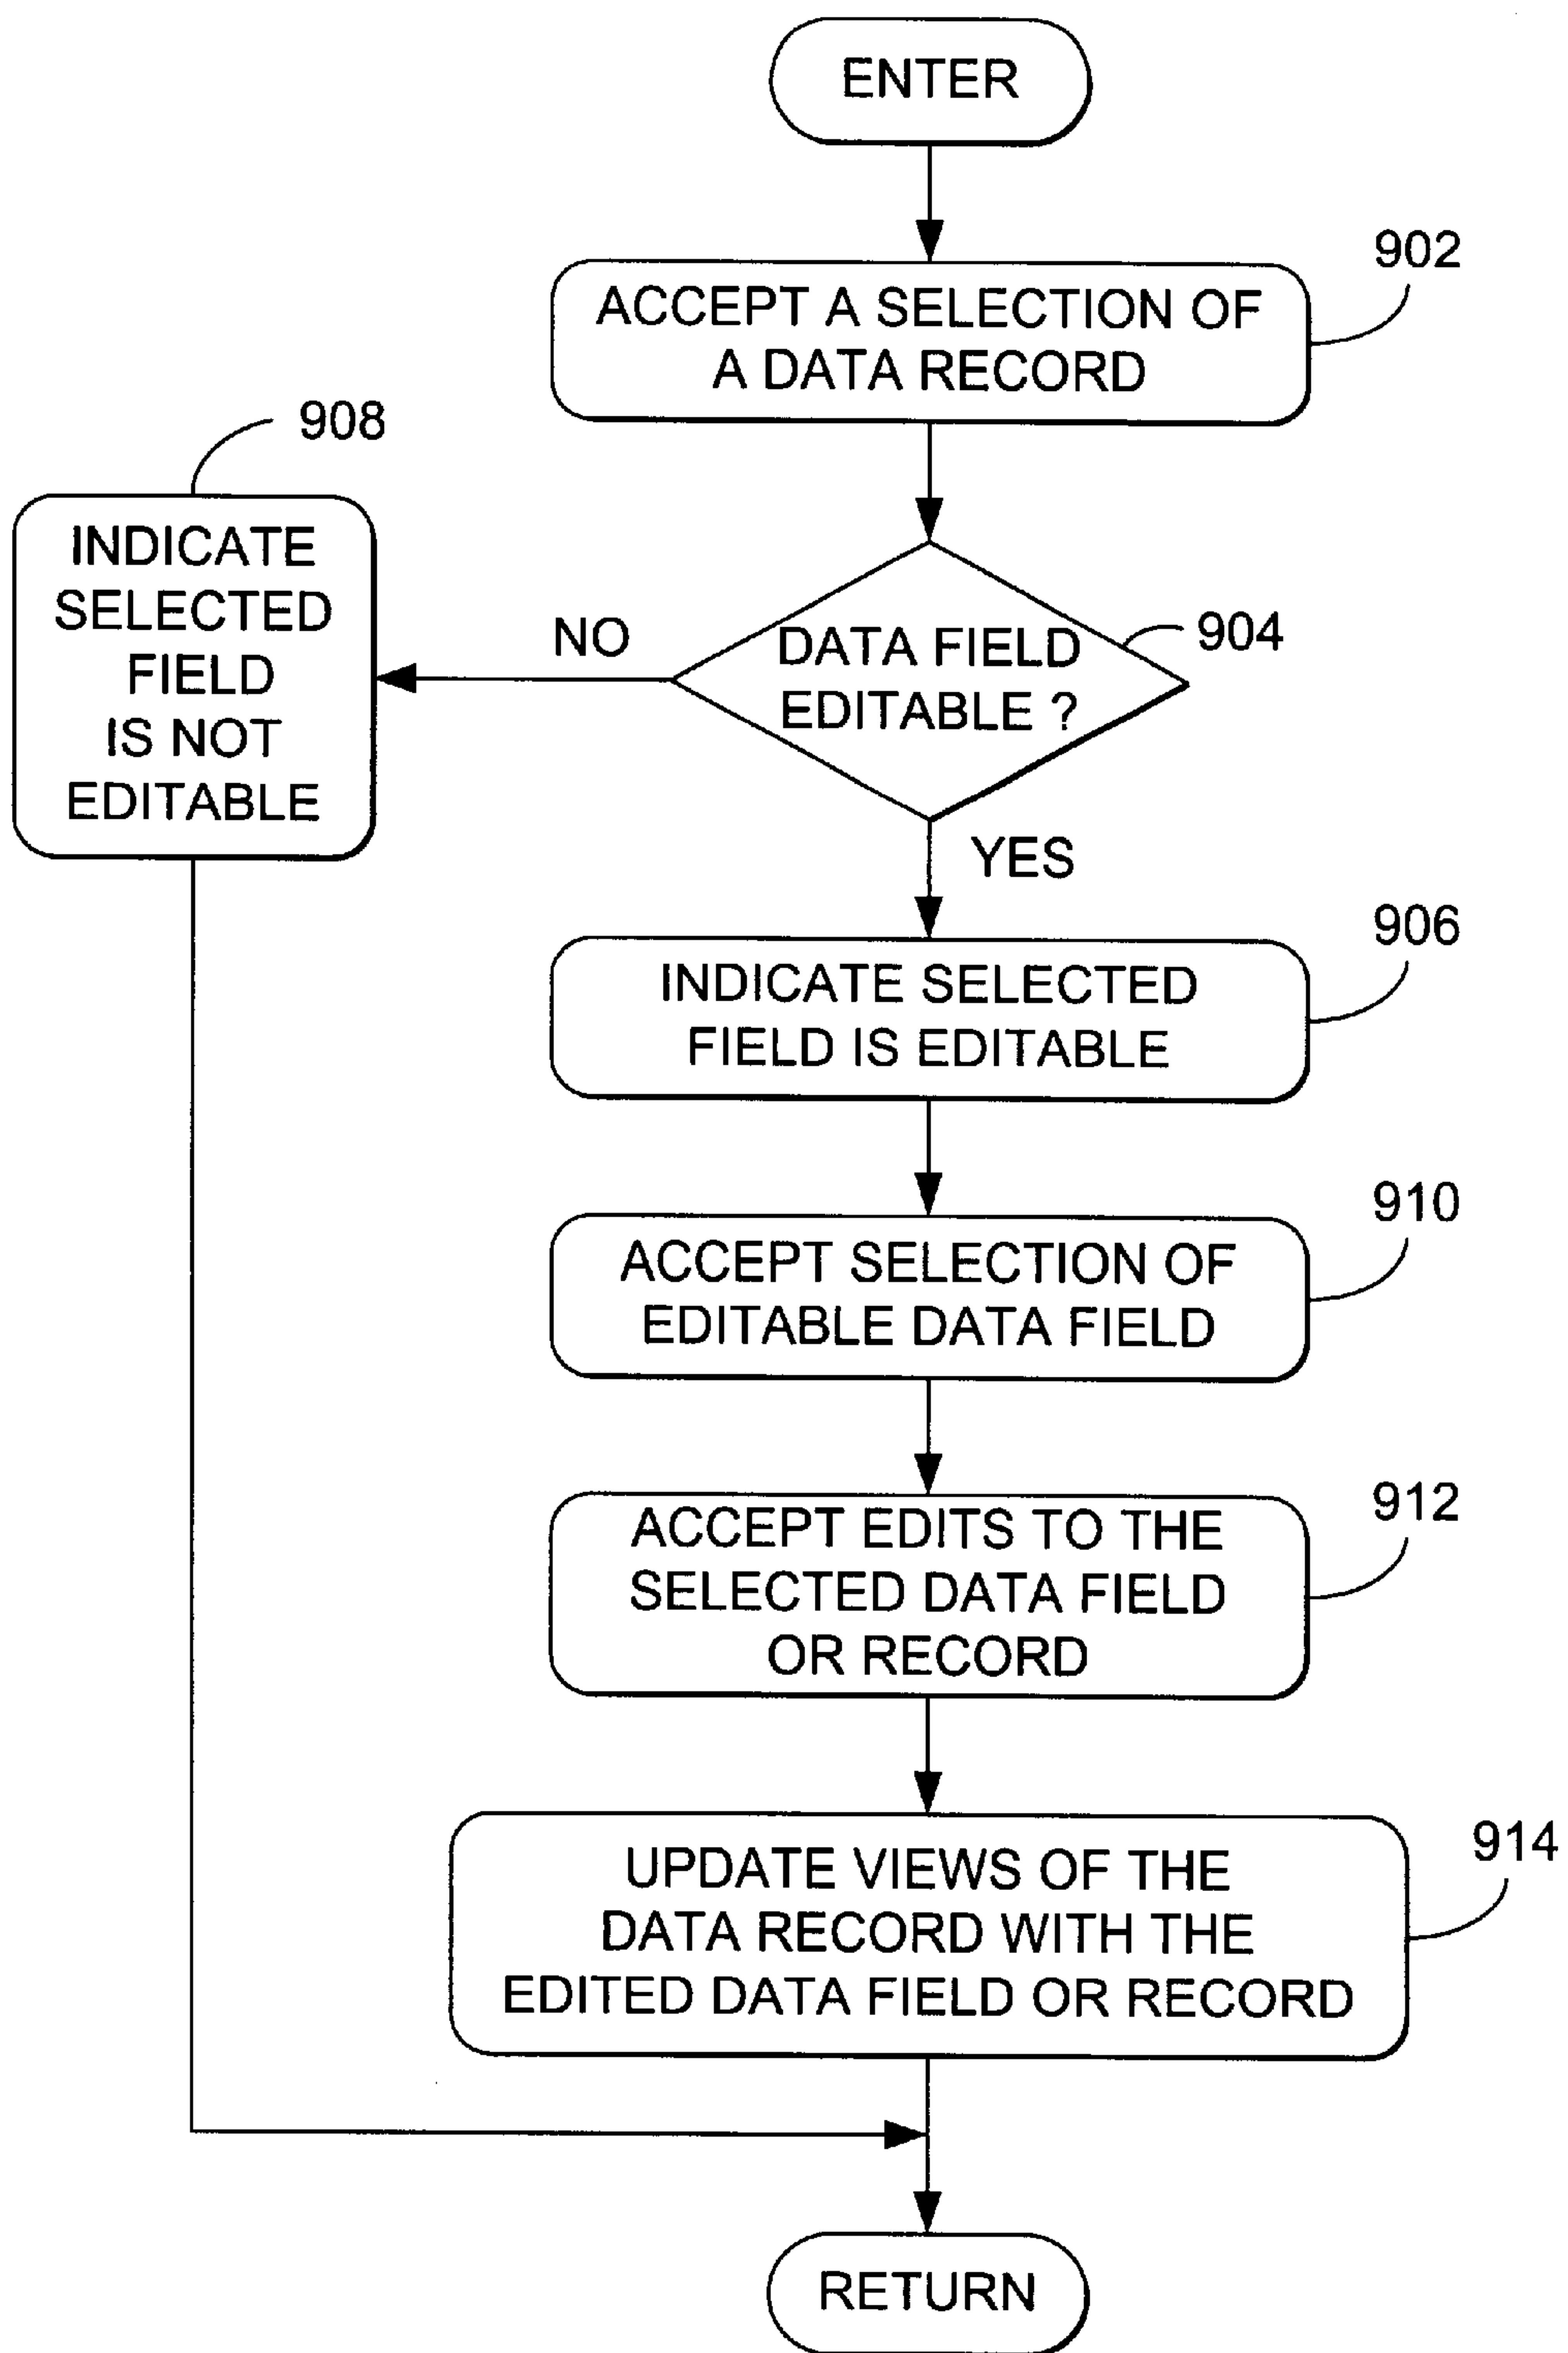 ENTER
902
ACCEPT A SELECTION OF
A DATA RECORD
908
INDICATE
SELECTED
FIELD
IS NOT
EDITABLE
NO
DATA FIELD
EDITABLE ?
904
YES
906
INDICATE SELECTED
FIELD IS EDITABLE
910
ACCEPT SELECTION OF
EDITABLE DATA FIELD
912
ACCEPT EDITS TO THE
SELECTED DATA FIELD
OR RECORD
914
UPDATE VIEWS OF THE
DATA RECORD WITH THE
EDITED DATA FIELD OR RECORD
RETURN